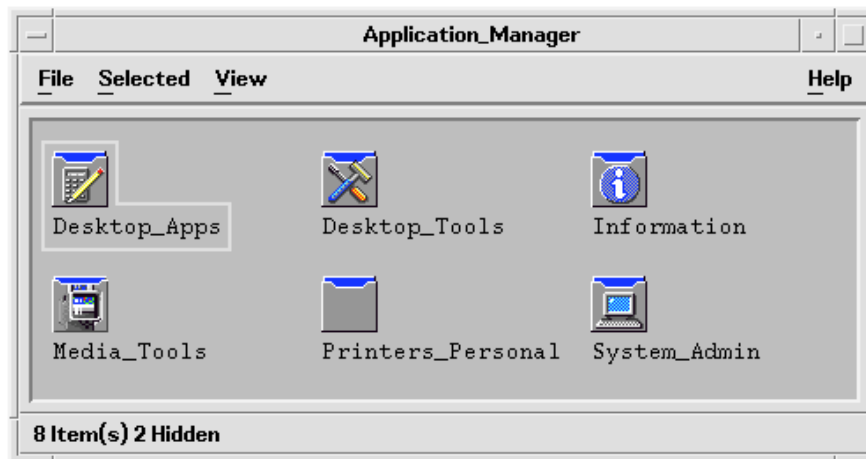 Application_Manager
File Selected View Help
Desktop_Apps Desktop_Tools Information
Media_Tools Printers_Personal System_Admin
8 Item(s) 2 Hidden